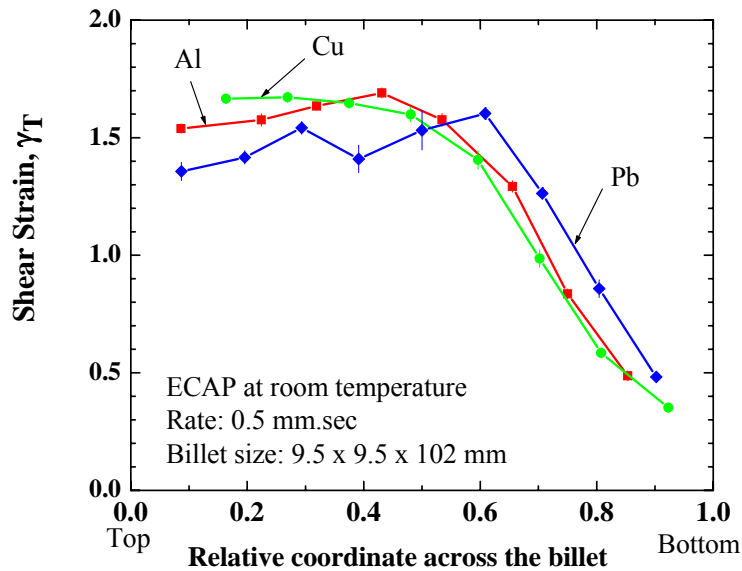 2.0
1.5
1.0
0.5
0.0
Shear Strain, γT
Al
Cu
Pb
ECAP at room temperature
Rate: 0.5 mm.sec
Billet size: 9.5 x 9.5 x 102 mm
0.0 0.2 0.4 0.6 0.8 1.0
Top Bottom
Relative coordinate across the billet